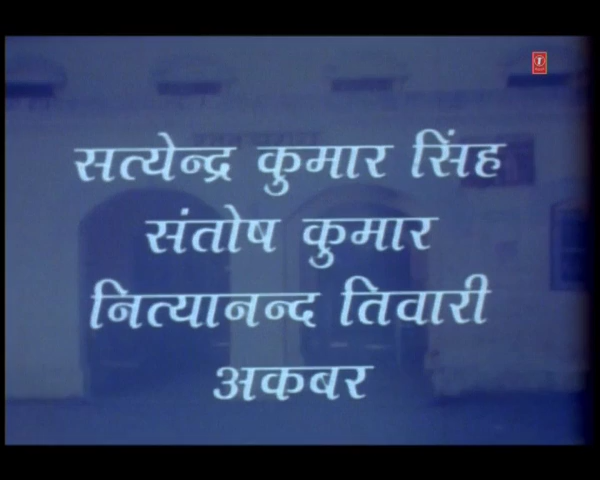 सत्येन्द्र कुमार सिंह
संतोष कुमार
नित्यानन्द तिवारी
अकबर